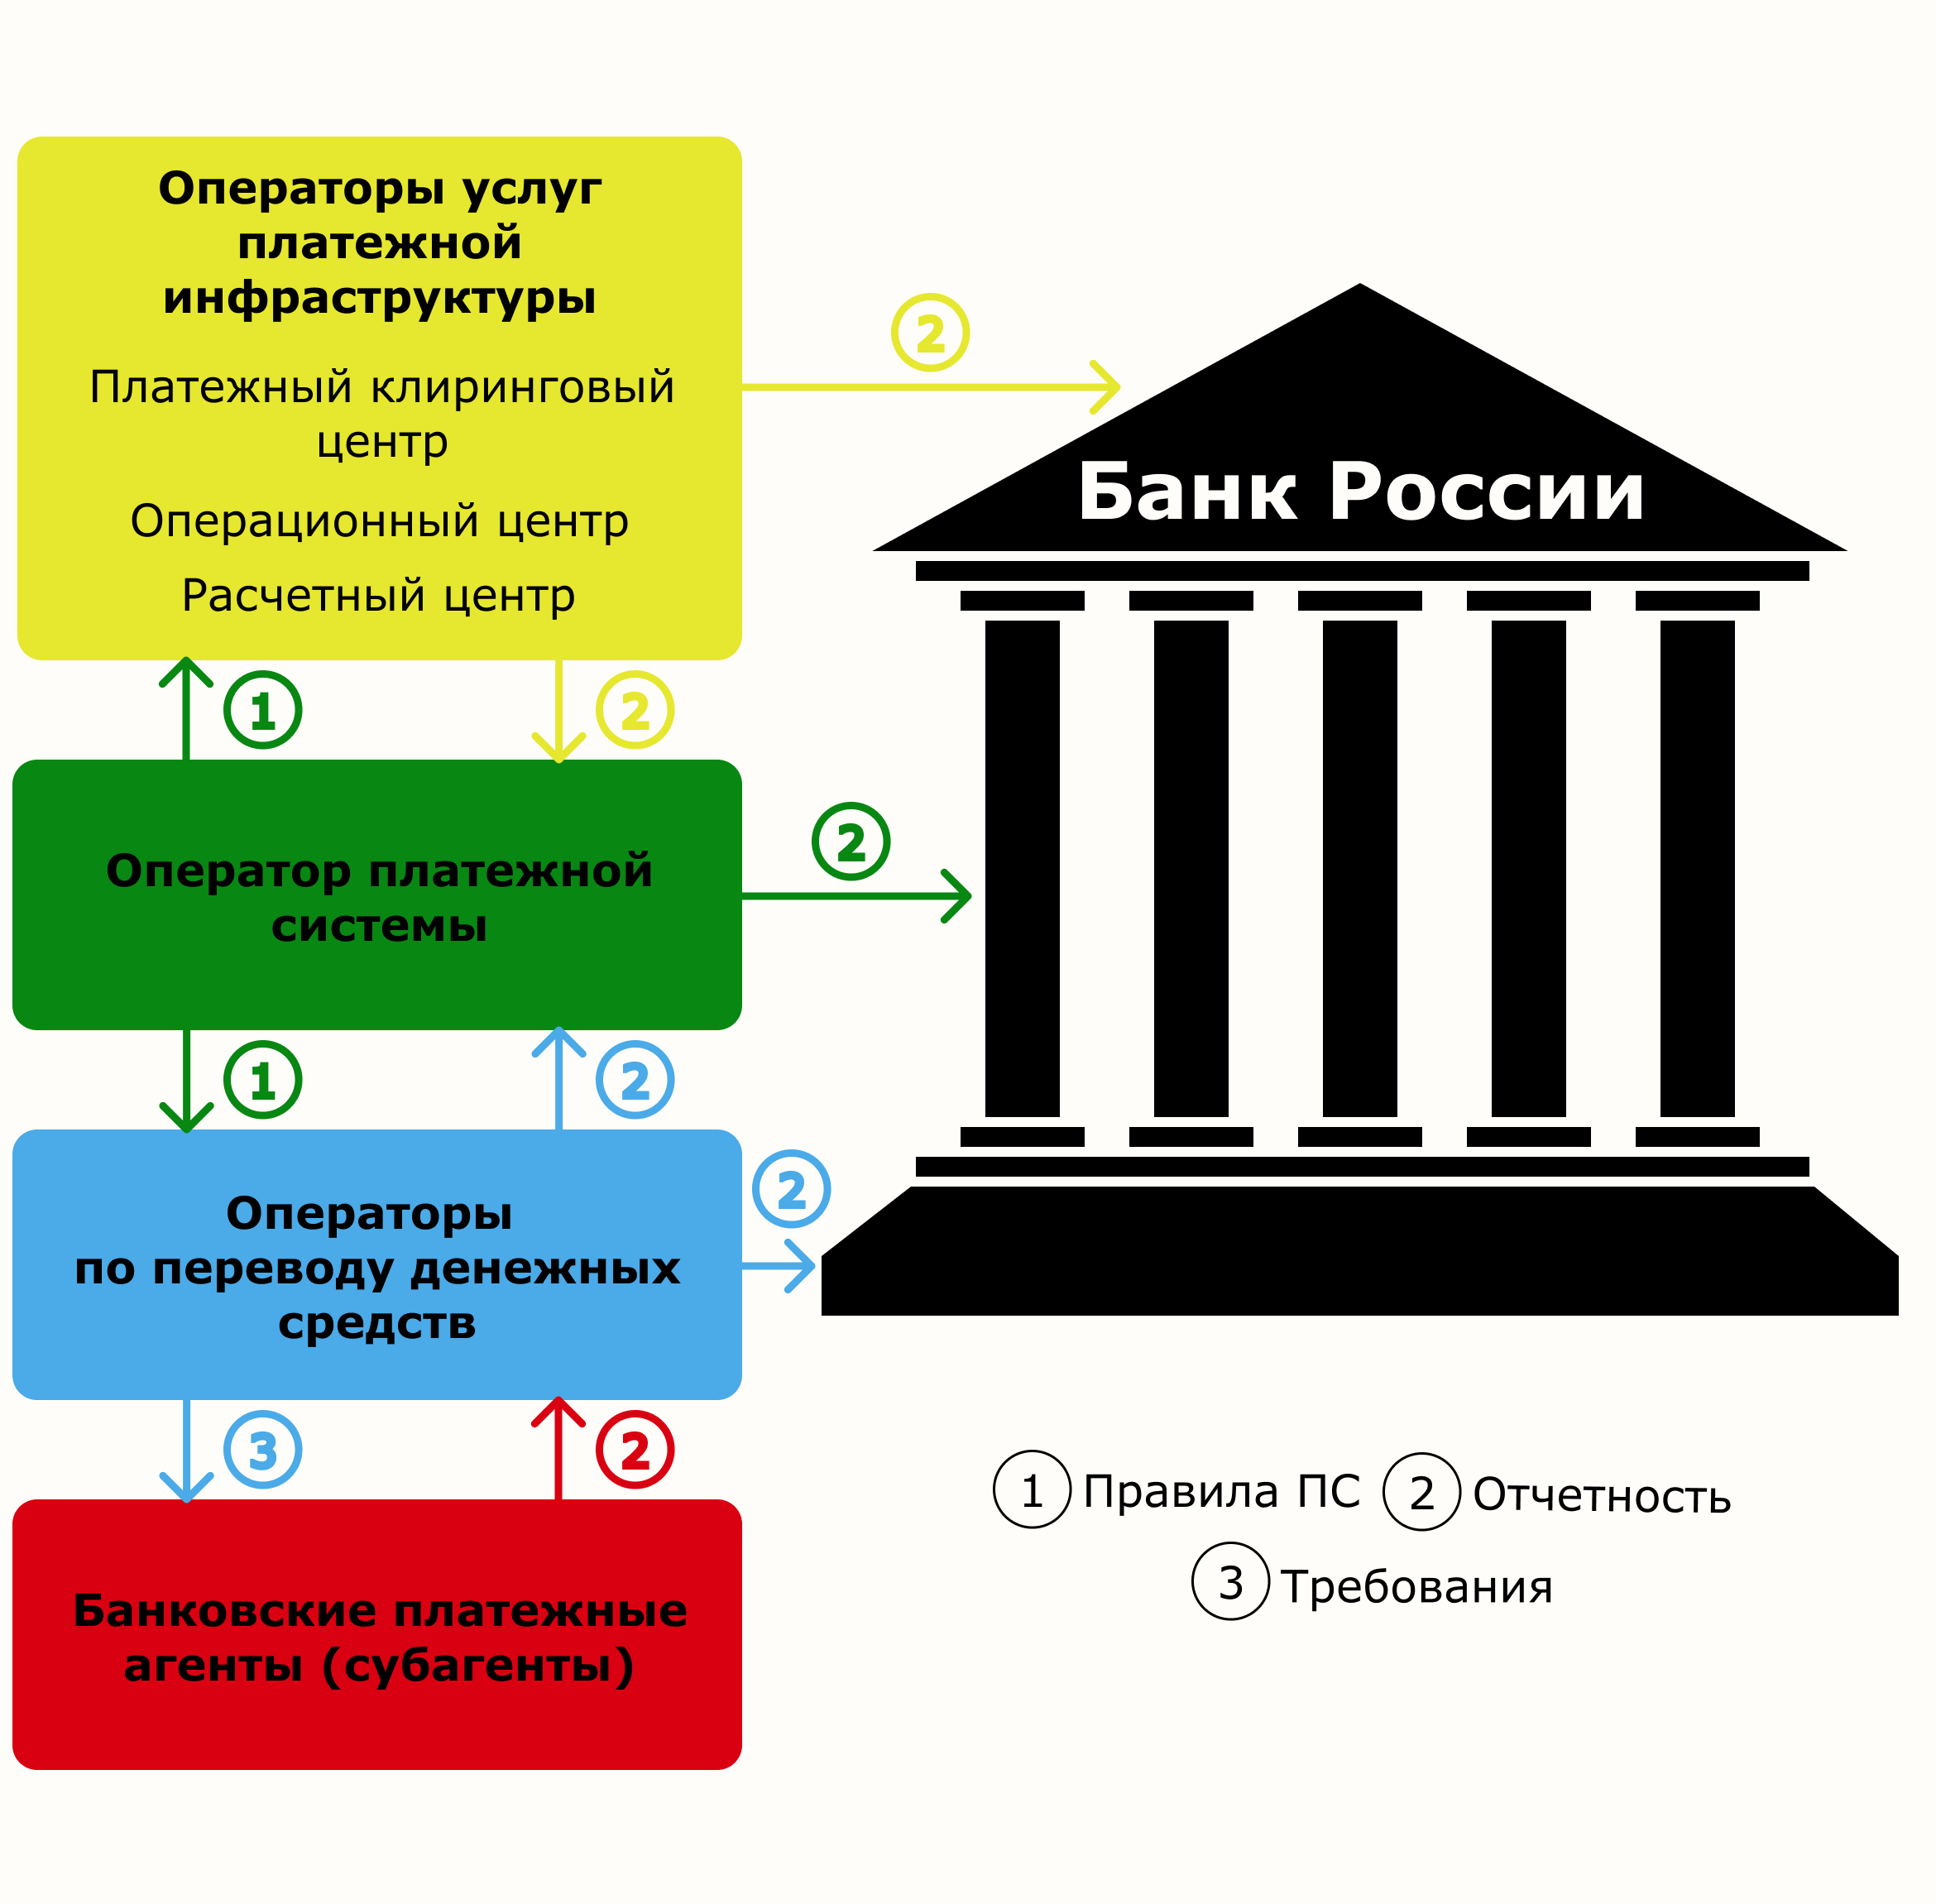 Операторы услуг
платежной
инфраструктуры
Платежный клиринговый
центр
Операционный центр
Расчетный центр
2
Банк России
1
2
Оператор платежной
системы
2
1
2
Операторы
по переводу денежных
средств
2
3
2
Банковские платежные
агенты (субагенты)
1 Правила ПС 2 Отчетность
3 Требования